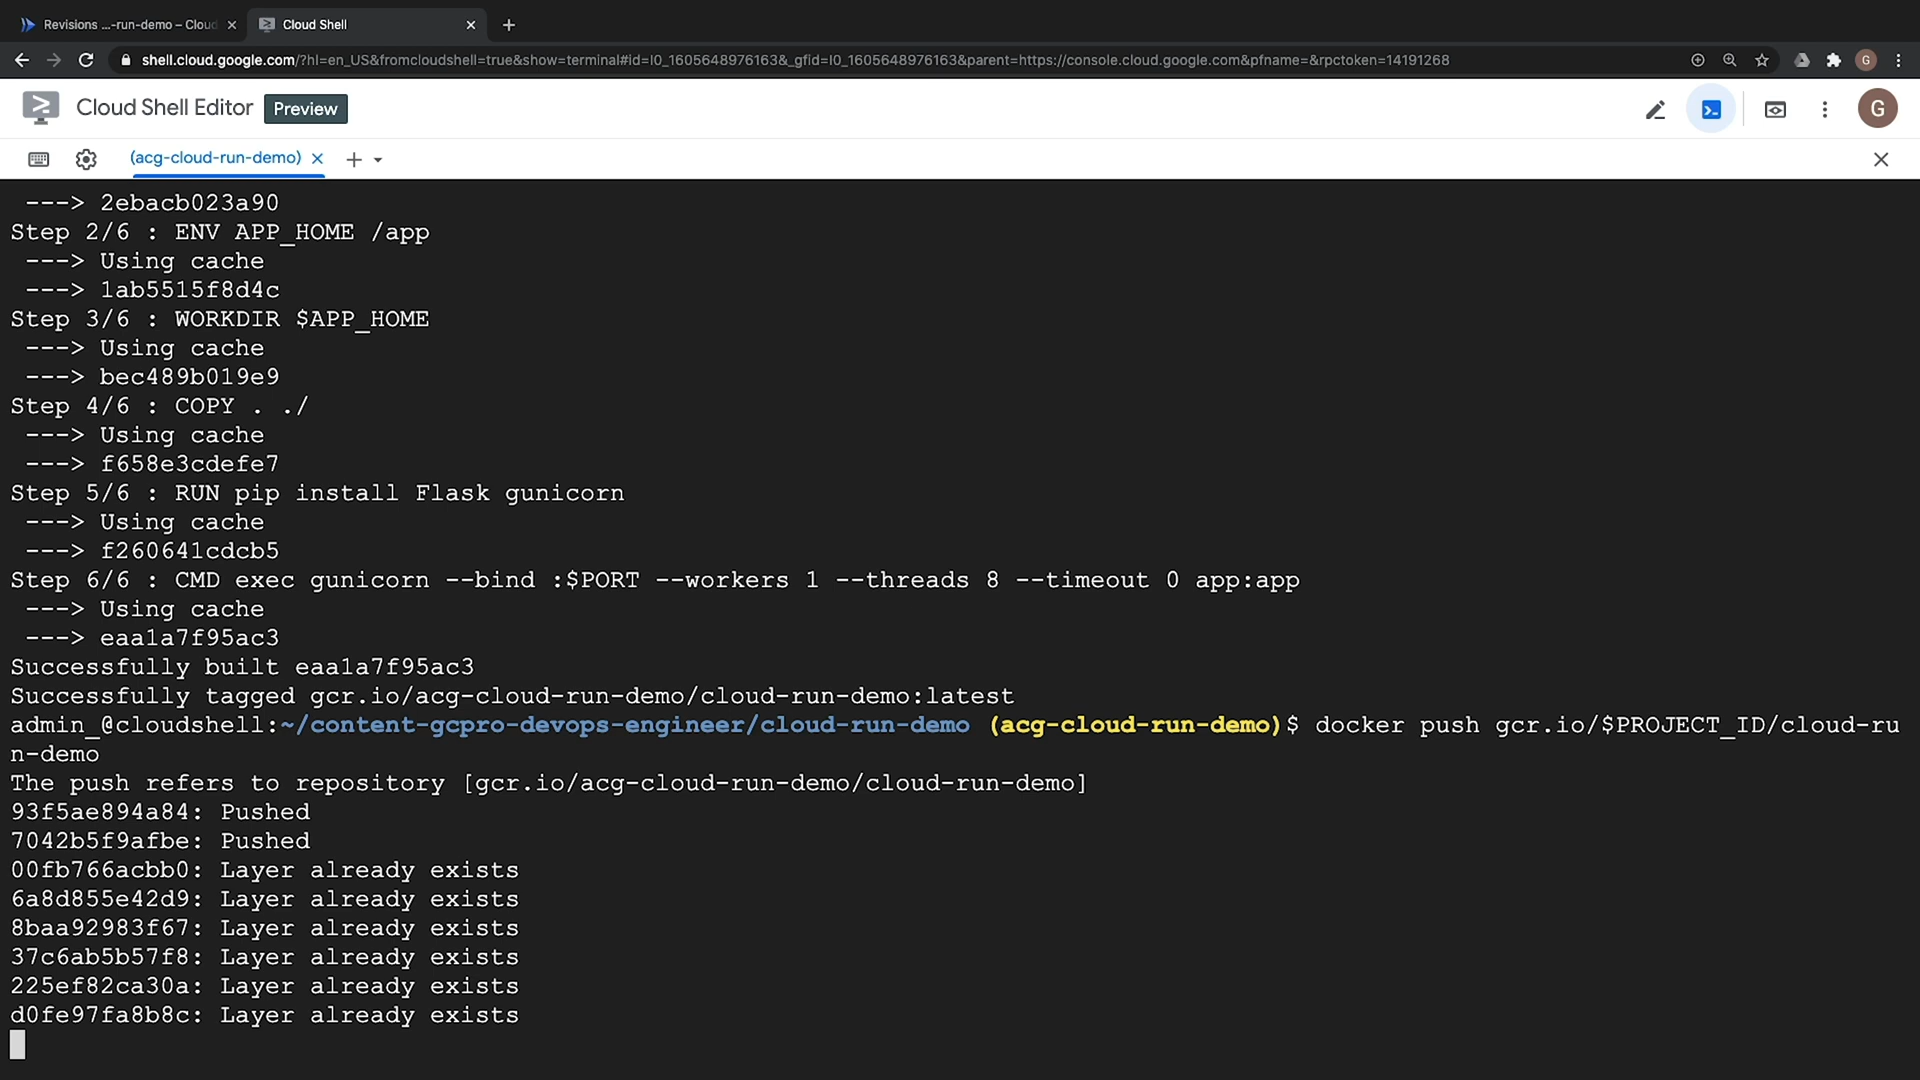 Revisions ...-run-demo – Cloud
Cloud Shell
shell.cloud.google.com/?hl=en_US&fromcloudshell=true&show=terminal#id=I0_1605648976163&_gfid=I0_1605648976163&parent=https://console.cloud.google.com&pfname=&rpctoken=14191268
G
Cloud Shell Editor
Preview
G
(acg-cloud-run-demo)
---> 2ebacb023a90
Step 2/6 : ENV APP_HOME /app
---> Using cache
---> 1ab5515f8d4c
Step 3/6 : WORKDIR $APP_HOME
---> Using cache
---> bec489b019e9
Step 4/6 : COPY . ./
---> Using cache
---> f658e3cdefe7
Step 5/6 : RUN pip install Flask gunicorn
---> Using cache
---> f260641cdcb5
Step 6/6 : CMD exec gunicorn --bind :$PORT --workers 1 --threads 8 --timeout 0 app:app
---> Using cache
---> eaa1a7f95ac3
Successfully built eaa1a7f95ac3
Successfully tagged gcr.io/acg-cloud-run-demo/cloud-run-demo:latest
admin_@cloudshell:~/content-gcpro-devops-engineer/cloud-run-demo (acg-cloud-run-demo)$ docker push gcr.io/$PROJECT_ID/cloud-ru
n-demo
The push refers to repository [gcr.io/acg-cloud-run-demo/cloud-run-demo]
93f5ae894a84: Pushed
7042b5f9afbe: Pushed
00fb766acbb0: Layer already exists
6a8d855e42d9: Layer already exists
8baa92983f67: Layer already exists
37c6ab5b57f8: Layer already exists
225ef82ca30a: Layer already exists
d0fe97fa8b8c: Layer already exists